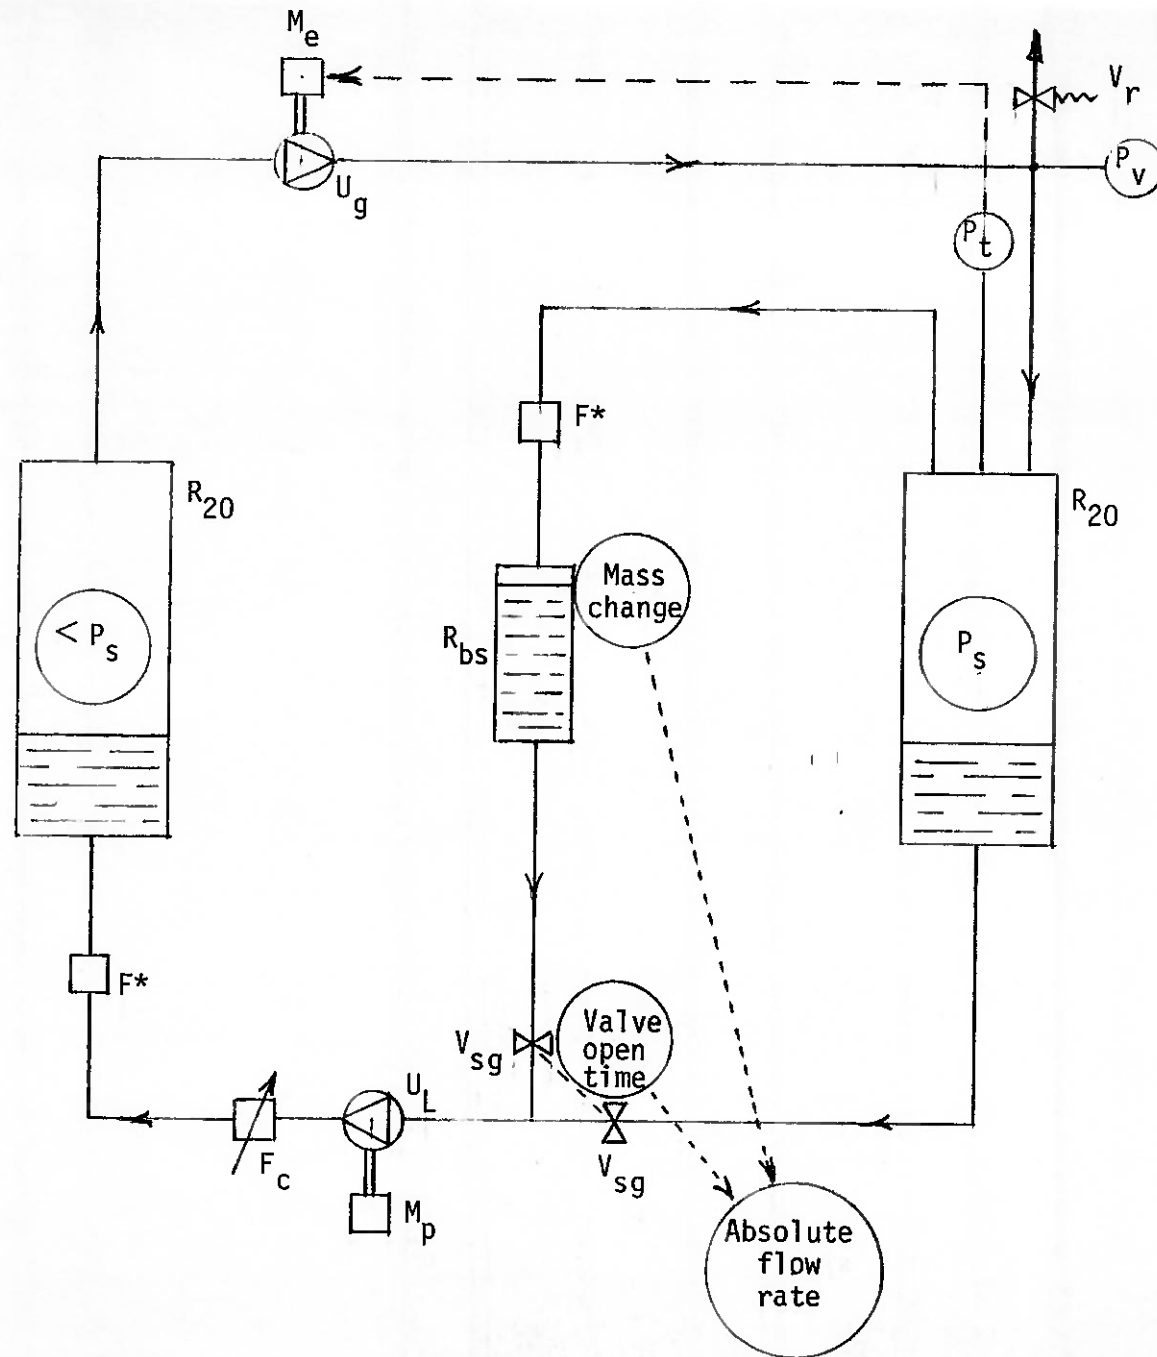 M_e
V_r
U_g
P_v
P_t
F*
R_20
R_20
Mass
change
< P_s
R_bs
P_s
F*
Valve
open
time
V_sg
U_L
F_c
V_sg
M_p
Absolute
flow
rate